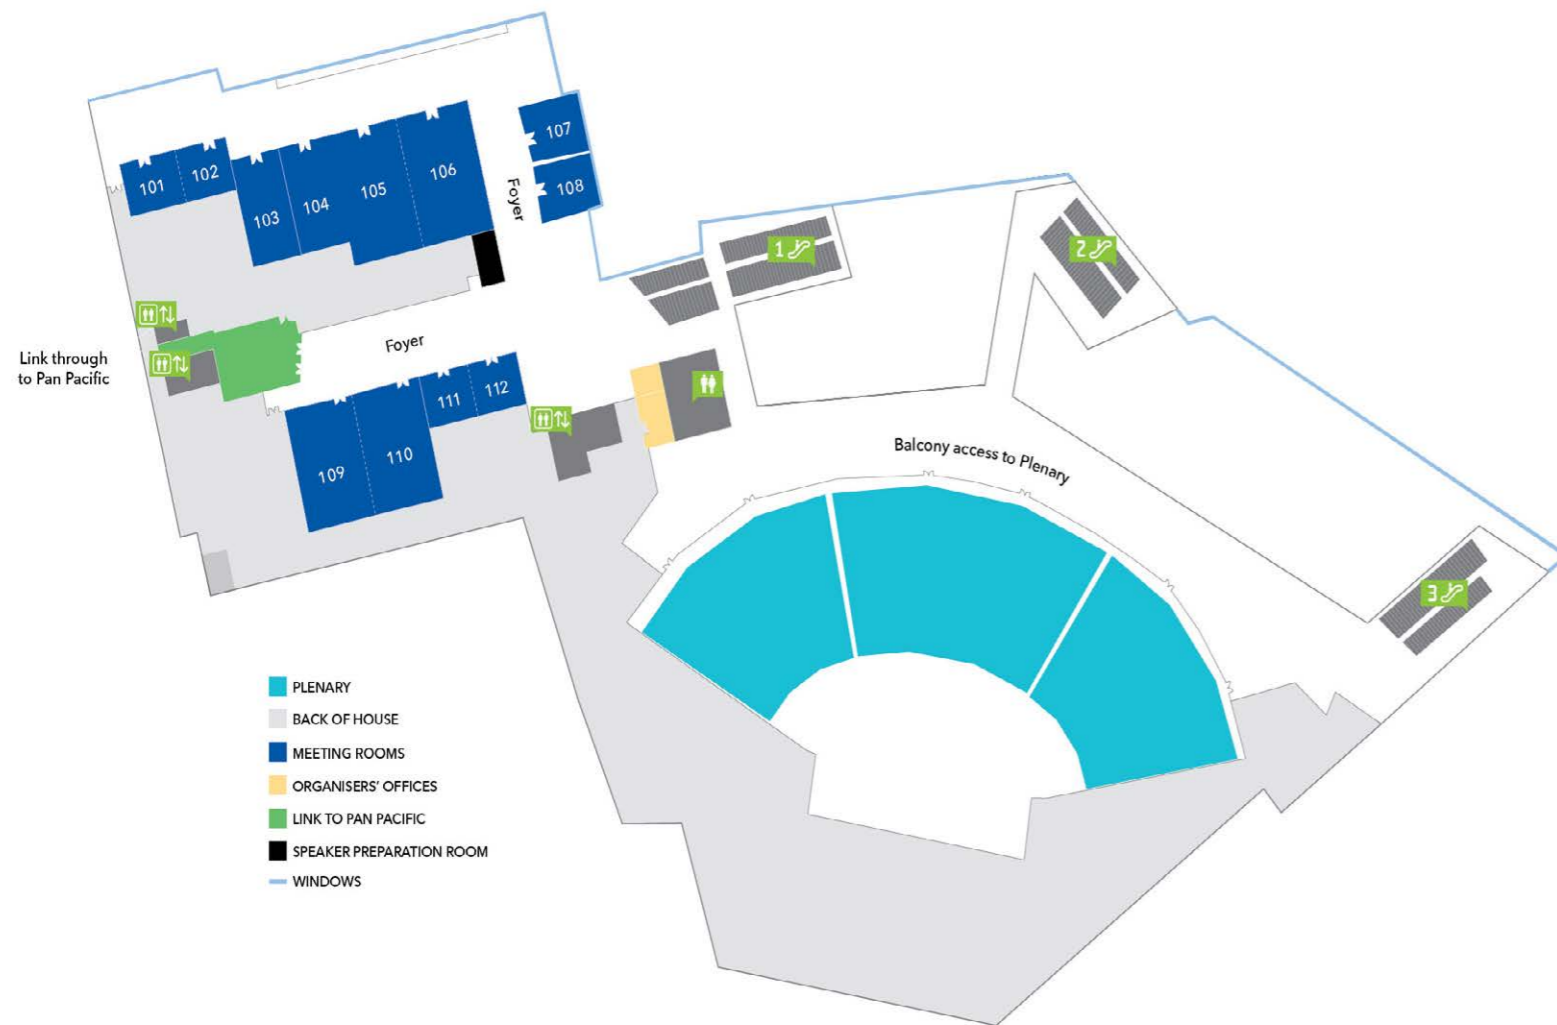 101
102
103
104
105
106
107
108
Foyer
1
2
Link through
to Pan Pacific
Foyer
109
110
111
112
Balcony access to Plenary
3
PLENARY
BACK OF HOUSE
MEETING ROOMS
ORGANISERS' OFFICES
LINK TO PAN PACIFIC
SPEAKER PREPARATION ROOM
WINDOWS